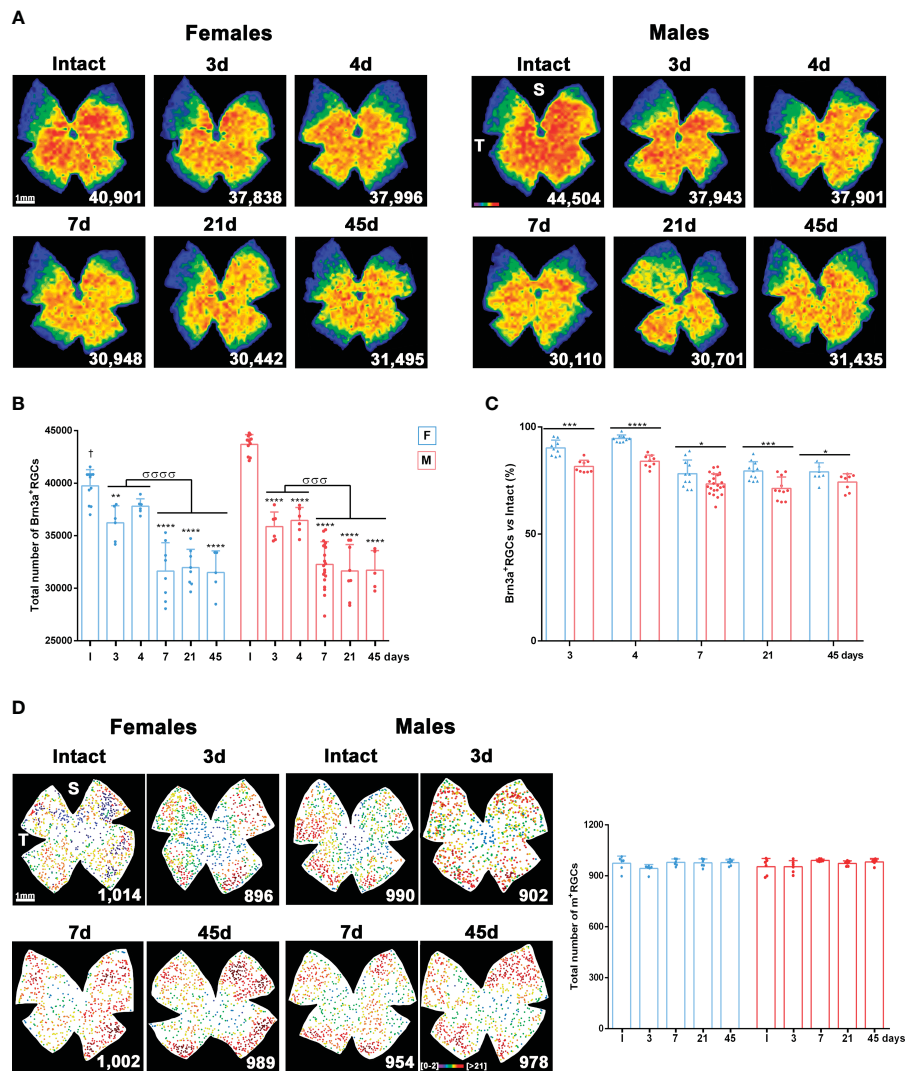 A
Females
Males
Intact
3d
4d
Intact
3d
4d
S
T
1mm
40,901
37,838
37,996
44,504
37,943
37,901
7d
21d
45d
7d
21d
45d
30,948
30,442
31,495
30,110
30,701
31,435
B
Total number of Brn3a+RGCs
45000
40000
35000
30000
25000
†
**
σσσσ
****
****
****
****
****
σσσ
****
****
****
F
M
I
3
4
7
21
45
I
3
4
7
21
45 days
C
Brn3a+RGCs vs Intact (%)
100
50
0
***
****
*
***
*
3
4
7
21
45 days
D
Females
Males
Intact
3d
Intact
3d
S
T
1mm
1,014
896
990
902
7d
45d
7d
45d
1,002
989
954
[0-2]
[>21]
978
Total number of m+RGCs
1200
900
600
300
0
I
3
7
21
45
I
3
7
21
45 days